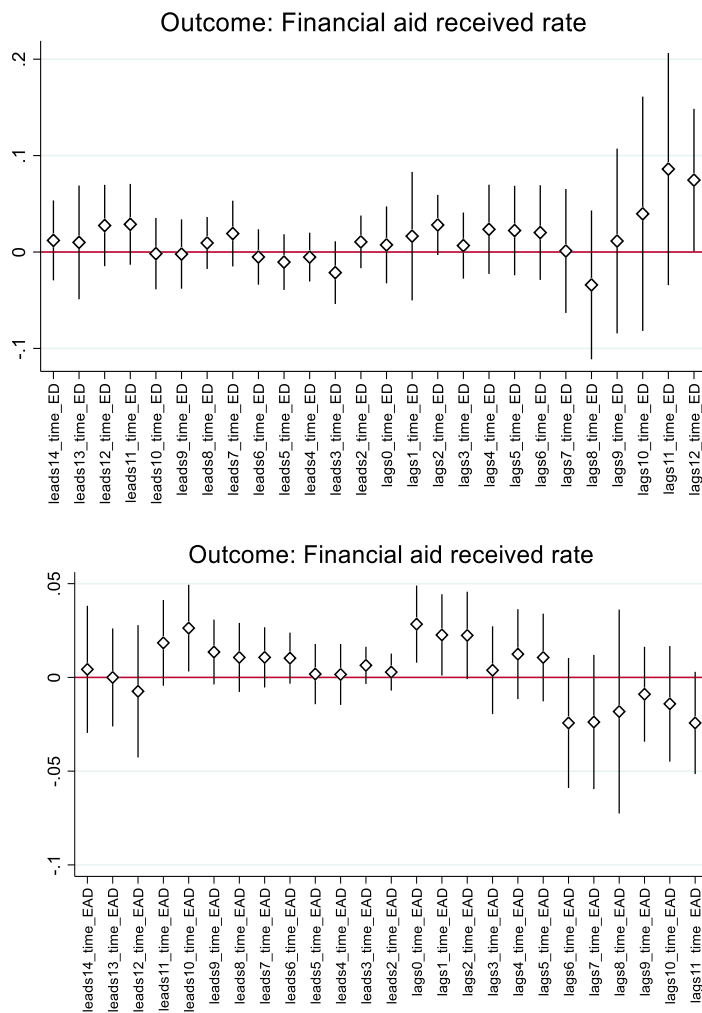 Outcome: Financial aid received rate
.2
.1
0
-.1
leads14_time_ED
leads13_time_ED
leads12_time_ED
leads11_time_ED
leads10_time_ED
leads9_time_ED
leads8_time_ED
leads7_time_ED
leads6_time_ED
leads5_time_ED
leads4_time_ED
leads3_time_ED
leads2_time_ED
lags0_time_ED
lags1_time_ED
lags2_time_ED
lags3_time_ED
lags4_time_ED
lags5_time_ED
lags6_time_ED
lags7_time_ED
lags8_time_ED
lags9_time_ED
lags10_time_ED
lags11_time_ED
lags12_time_ED
Outcome: Financial aid received rate
.05
0
-.05
-.1
leads14_time_EAD
leads13_time_EAD
leads12_time_EAD
leads11_time_EAD
leads10_time_EAD
leads9_time_EAD
leads8_time_EAD
leads7_time_EAD
leads6_time_EAD
leads5_time_EAD
leads4_time_EAD
leads3_time_EAD
leads2_time_EAD
lags0_time_EAD
lags1_time_EAD
lags2_time_EAD
lags3_time_EAD
lags4_time_EAD
lags5_time_EAD
lags6_time_EAD
lags7_time_EAD
lags8_time_EAD
lags9_time_EAD
lags10_time_EAD
lags11_time_EAD